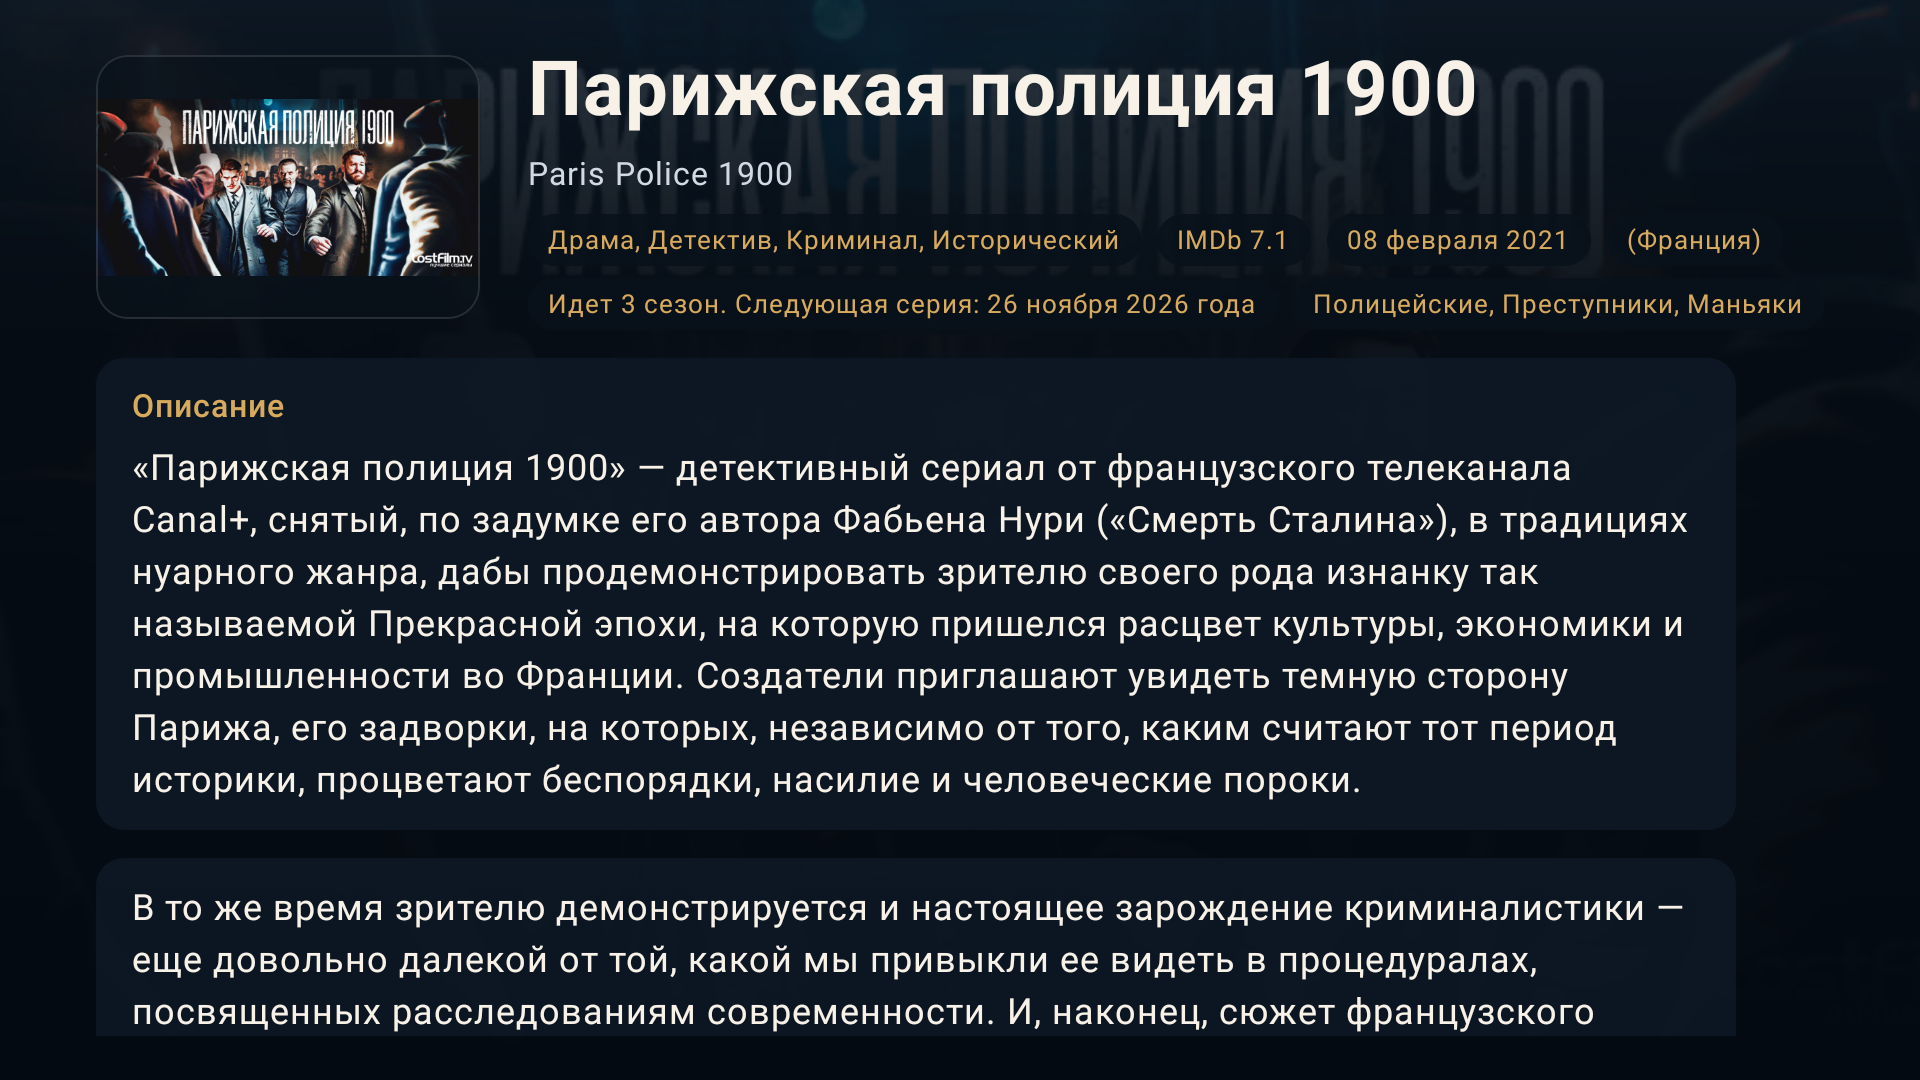 ПАРИЖСКАЯ ПОЛИЦИЯ 1900
LostFilm.TV
Парижская полиция 1900
Paris Police 1900
Драма, Детектив, Криминал, Исторический IMDb 7.1 08 февраля 2021 (Франция)
Идет 3 сезон. Следующая серия: 26 ноября 2026 года Полицейские, Преступники, Маньяки
Описание
«Парижская полиция 1900» — детективный сериал от французского телеканала
Canal+, снятый, по задумке его автора Фабьена Нури («Смерть Сталина»), в традициях
нуарного жанра, дабы продемонстрировать зрителю своего рода изнанку так
называемой Прекрасной эпохи, на которую пришелся расцвет культуры, экономики и
промышленности во Франции. Создатели приглашают увидеть темную сторону
Парижа, его задворки, на которых, независимо от того, каким считают тот период
историки, процветают беспорядки, насилие и человеческие пороки.
В то же время зрителю демонстрируется и настоящее зарождение криминалистики —
еще довольно далекой от той, какой мы привыкли ее видеть в процедуралах,
посвященных расследованиям современности. И, наконец, сюжет французского